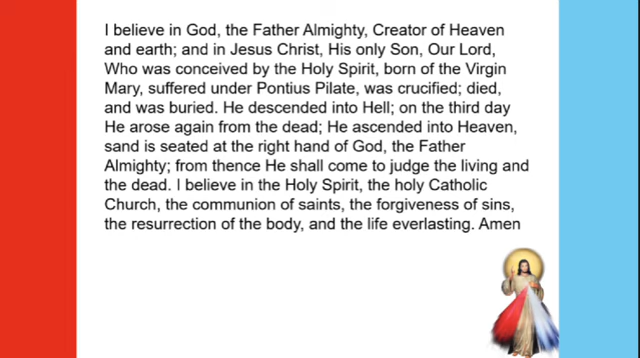 I believe in God, the Father Almighty, Creator of Heaven
and earth; and in Jesus Christ, His only Son, Our Lord,
Who was conceived by the Holy Spirit, born of the Virgin
Mary, suffered under Pontius Pilate, was crucified; died,
and was buried. He descended into Hell; on the third day
He arose again from the dead; He ascended into Heaven,
sand is seated at the right hand of God, the Father
Almighty; from thence He shall come to judge the living and
the dead. I believe in the Holy Spirit, the holy Catholic
Church, the communion of saints, the forgiveness of sins,
the resurrection of the body, and the life everlasting. Amen